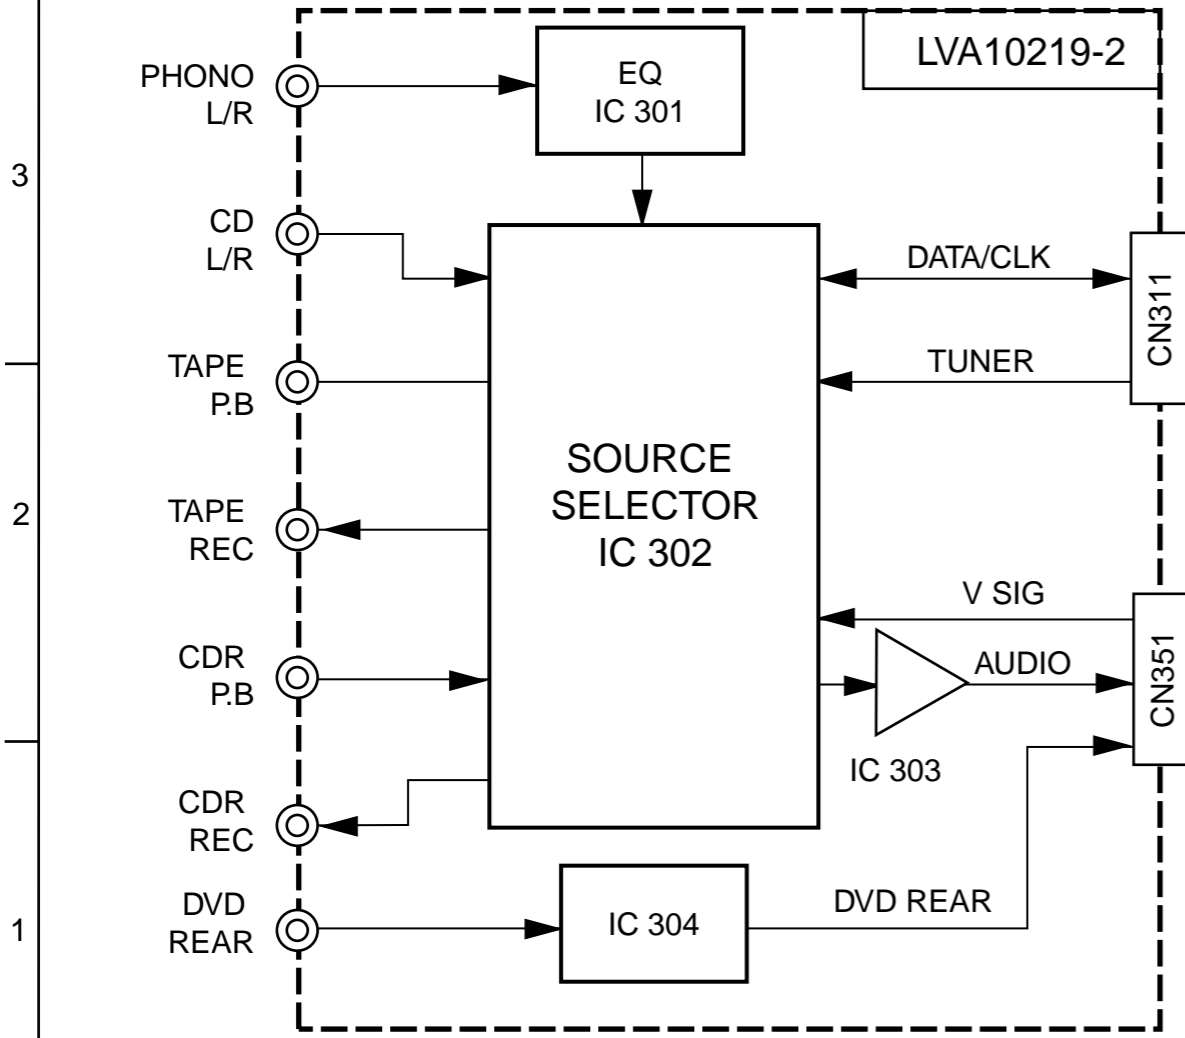 LVA10219-2
PHONO
L/R
EQ
IC 301
3
CD
L/R
DATA/CLK
CN311
TUNER
TAPE
P.B
SOURCE
SELECTOR
IC 302
2
TAPE
REC
V SIG
AUDIO
CN351
CDR
P.B
IC 303
CDR
REC
DVD
REAR
IC 304
DVD REAR
1